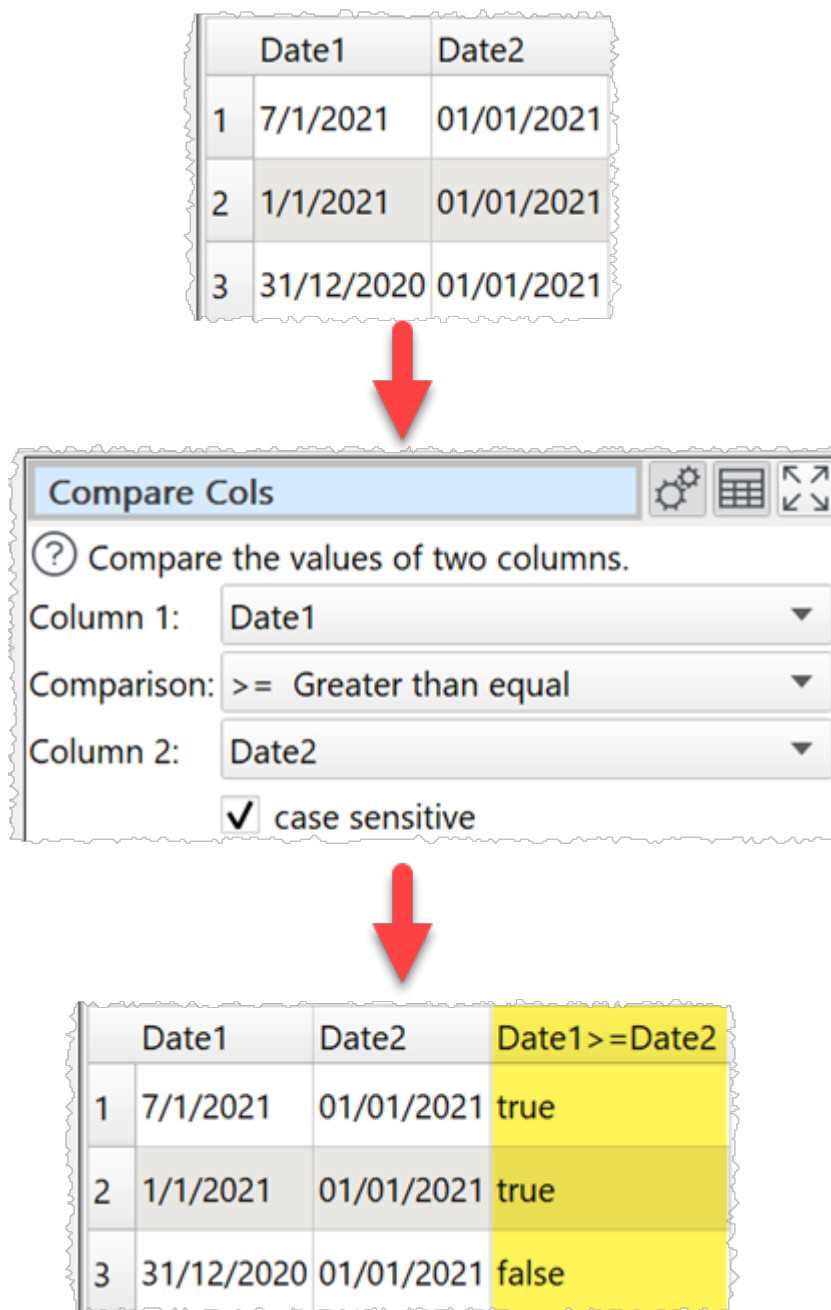 Date1 Date2
1 7/1/2021 01/01/2021
2 1/1/2021 01/01/2021
3 31/12/2020 01/01/2021
Compare Cols
? Compare the values of two columns.
Column 1: Date1
Comparison: >= Greater than equal
Column 2: Date2
case sensitive
Date1 Date2 Date1>=Date2
1 7/1/2021 01/01/2021 true
2 1/1/2021 01/01/2021 true
3 31/12/2020 01/01/2021 false